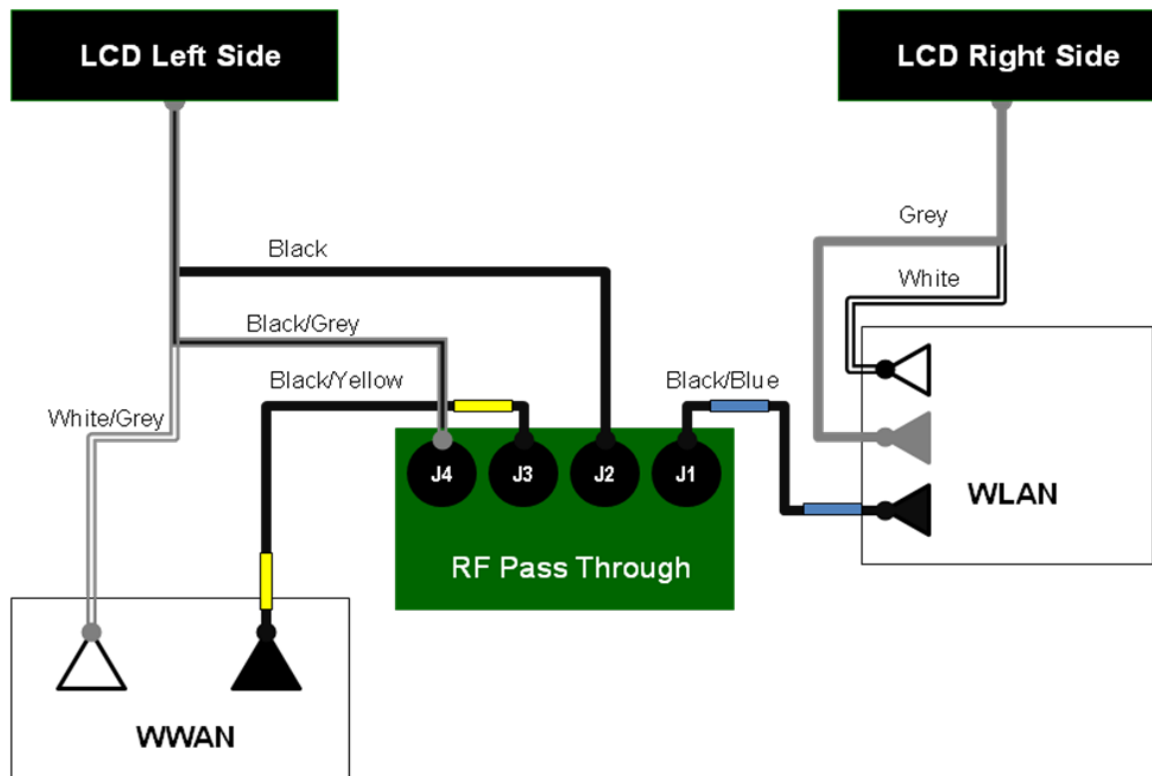 LCD Left Side
LCD Right Side
Grey
Black
White
Black/Grey
Black/Yellow
Black/Blue
White/Grey
J4
J3
J2
J1
WLAN
RF Pass Through
WWAN